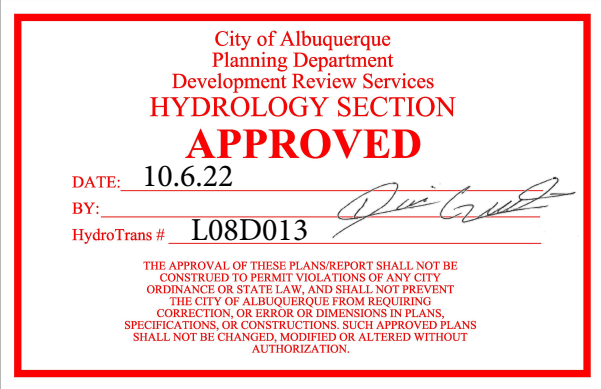 City of Albuquerque
Planning Department
Development Review Services
HYDROLOGY SECTION
APPROVED
DATE: 10.6.22
BY:
HydroTrans # L08D013
THE APPROVAL OF THESE PLANS/REPORT SHALL NOT BE
CONSTRUED TO PERMIT VIOLATIONS OF ANY CITY
ORDINANCE OR STATE LAW, AND SHALL NOT PREVENT
THE CITY OF ALBUQUERQUE FROM REQUIRING
CORRECTION, OR ERROR OR DIMENSIONS IN PLANS,
SPECIFICATIONS, OR CONSTRUCTIONS. SUCH APPROVED PLANS
SHALL NOT BE CHANGED, MODIFIED OR ALTERED WITHOUT
AUTHORIZATION.